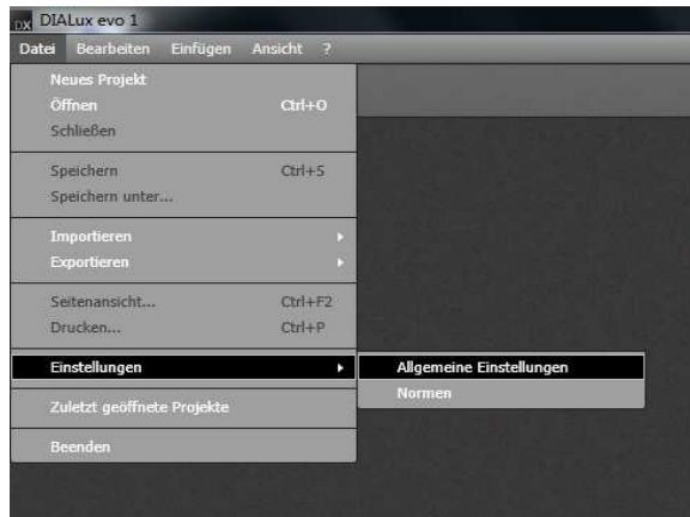 DX DIALux evo 1
Datei Bearbeiten Einfügen Ansicht ?
Neues Projekt
Öffnen Ctrl+O
Schließen
Speichern Ctrl+S
Speichern unter...
Importieren
Exportieren
Seitenansicht... Ctrl+F2
Drucken... Ctrl+P
Einstellungen
Allgemeine Einstellungen
Normen
Zuletzt geöffnete Projekte
Beenden